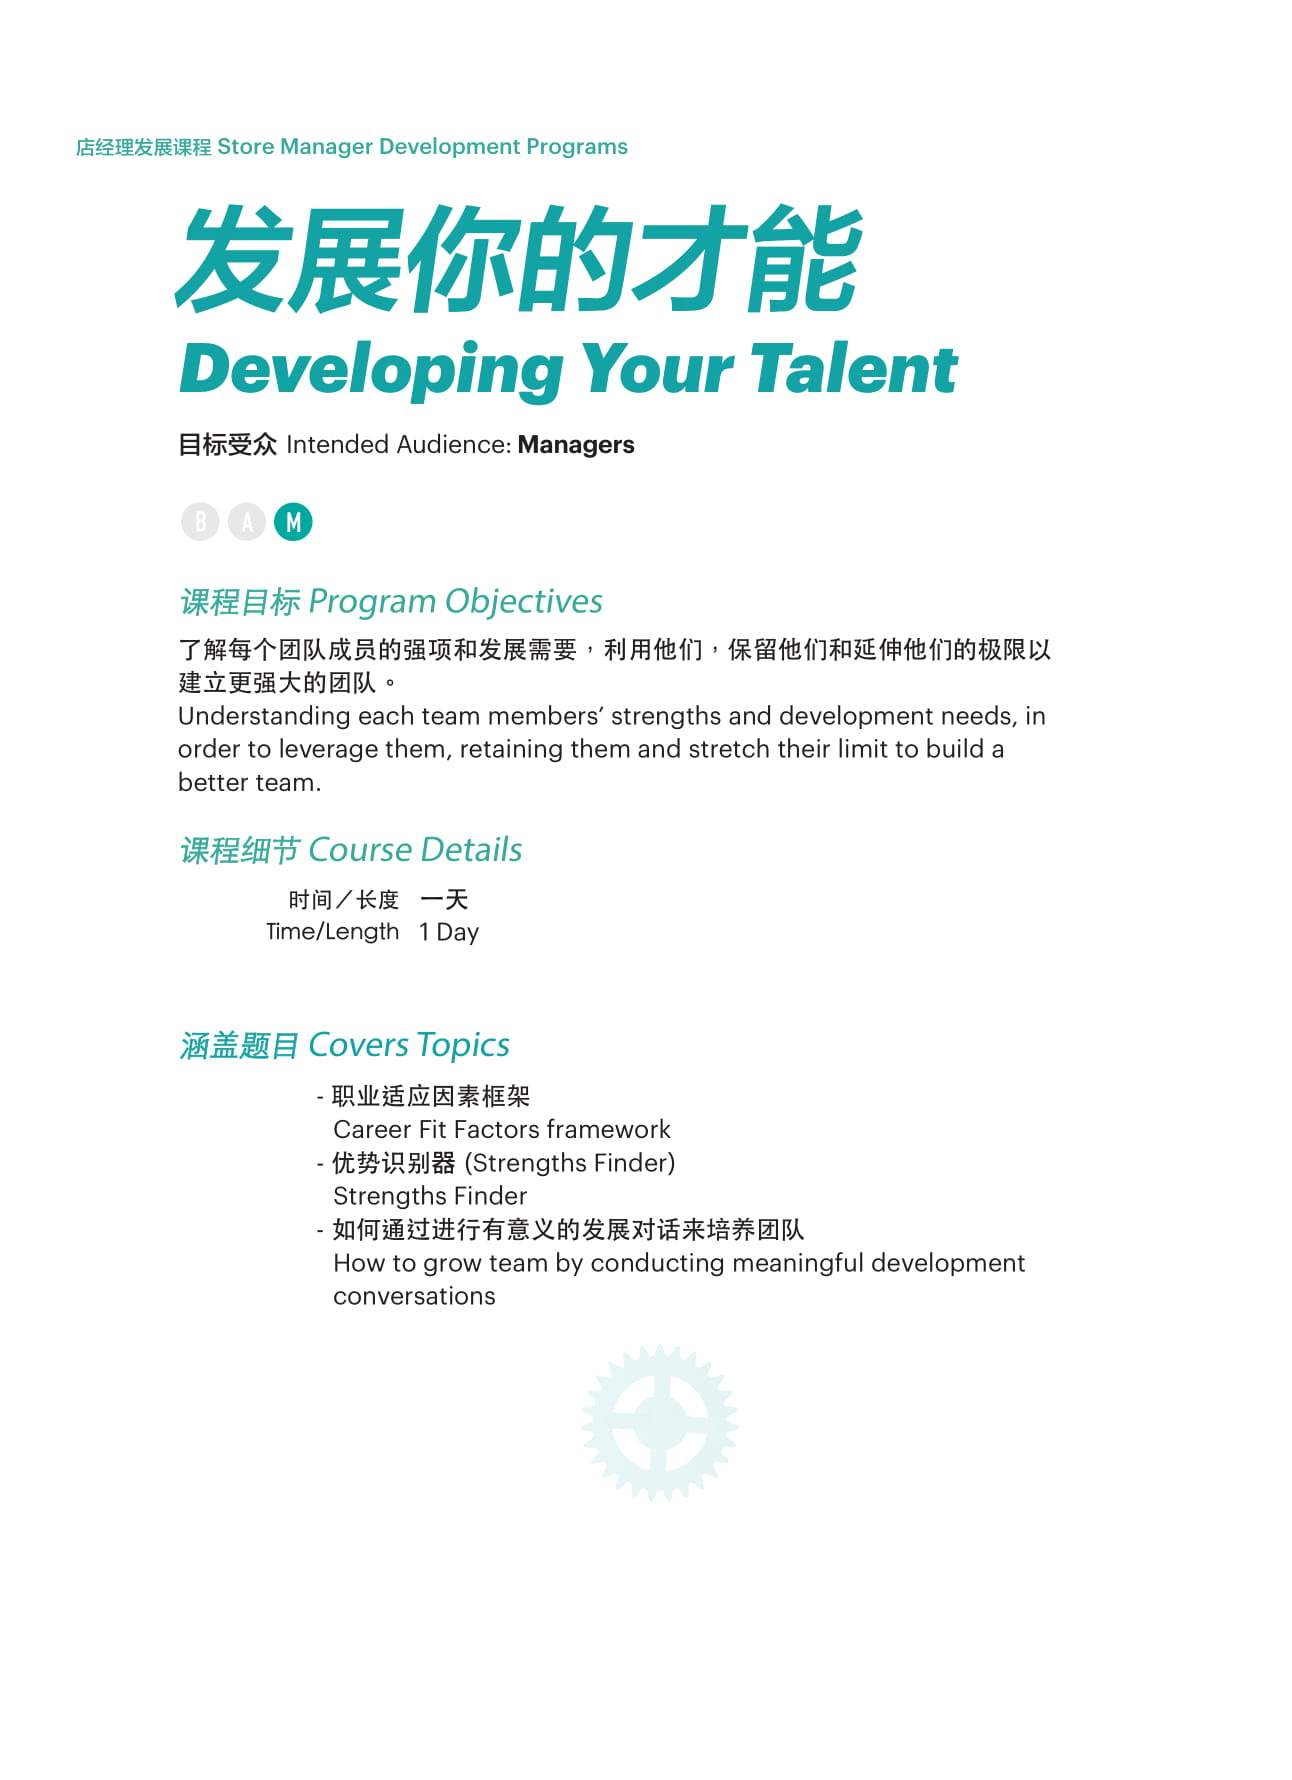 店经理发展课程 Store Manager Development Programs
发展你的才能
Developing Your Talent
目标受众 Intended Audience: Managers
B A M
课程目标 Program Objectives
了解每个团队成员的强项和发展需要，利用他们，保留他们和延伸他们的极限以
建立更强大的团队。
Understanding each team members’ strengths and development needs, in
order to leverage them, retaining them and stretch their limit to build a
better team.
课程细节 Course Details
时间／长度 一天
Time/Length 1 Day
涵盖题目 Covers Topics
- 职业适应因素框架
Career Fit Factors framework
- 优势识别器 (Strengths Finder)
Strengths Finder
- 如何通过进行有意义的发展对话来培养团队
How to grow team by conducting meaningful development
conversations